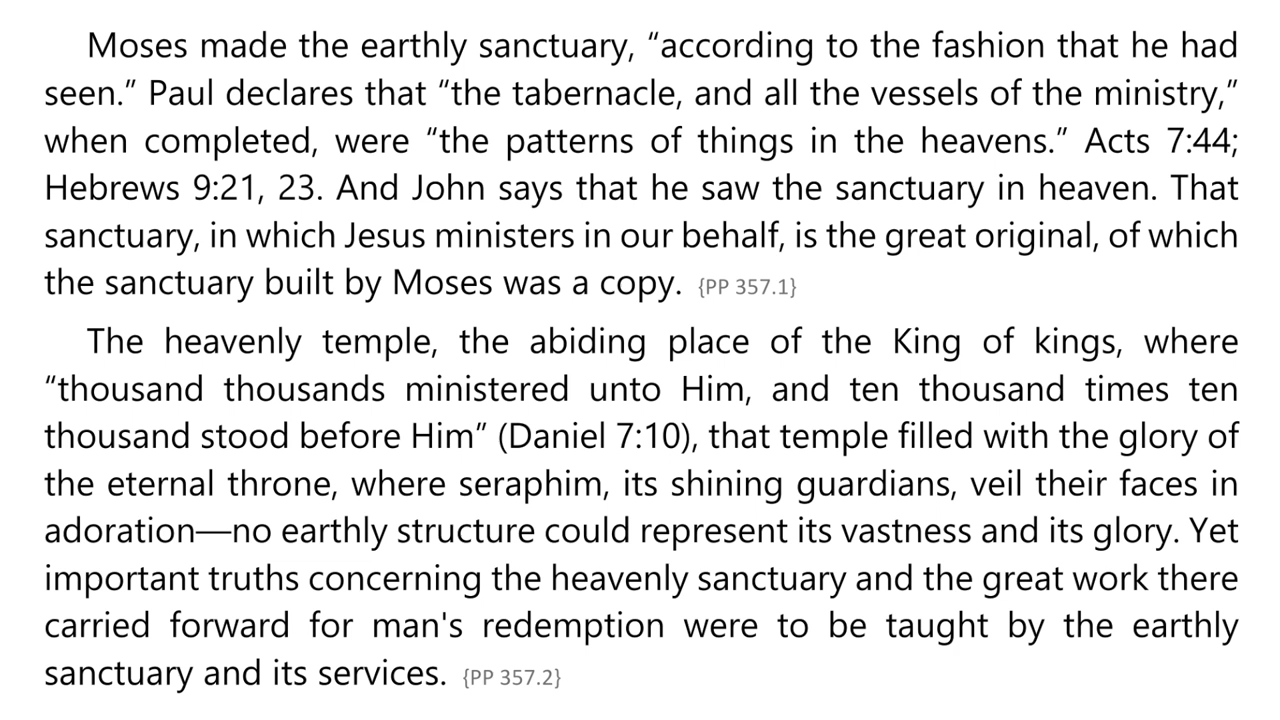 Moses made the earthly sanctuary, “according to the fashion that he had
seen.” Paul declares that “the tabernacle, and all the vessels of the ministry,”
when completed, were “the patterns of things in the heavens.” Acts 7:44;
Hebrews 9:21, 23. And John says that he saw the sanctuary in heaven. That
sanctuary, in which Jesus ministers in our behalf, is the great original, of which
the sanctuary built by Moses was a copy. {PP 357.1}
The heavenly temple, the abiding place of the King of kings, where
“thousand thousands ministered unto Him, and ten thousand times ten
thousand stood before Him” (Daniel 7:10), that temple filled with the glory of
the eternal throne, where seraphim, its shining guardians, veil their faces in
adoration—no earthly structure could represent its vastness and its glory. Yet
important truths concerning the heavenly sanctuary and the great work there
carried forward for man's redemption were to be taught by the earthly
sanctuary and its services. {PP 357.2}